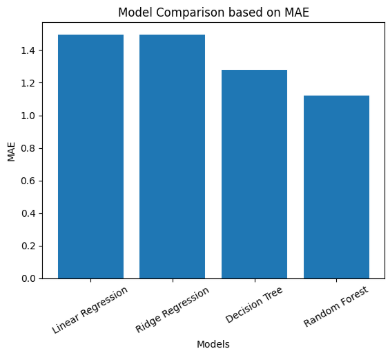 Model Comparison based on MAE
1.4
1.2
1.0
0.8
0.6
0.4
0.2
0.0
MAE
Linear Regression
Ridge Regression
Decision Tree
Random Forest
Models